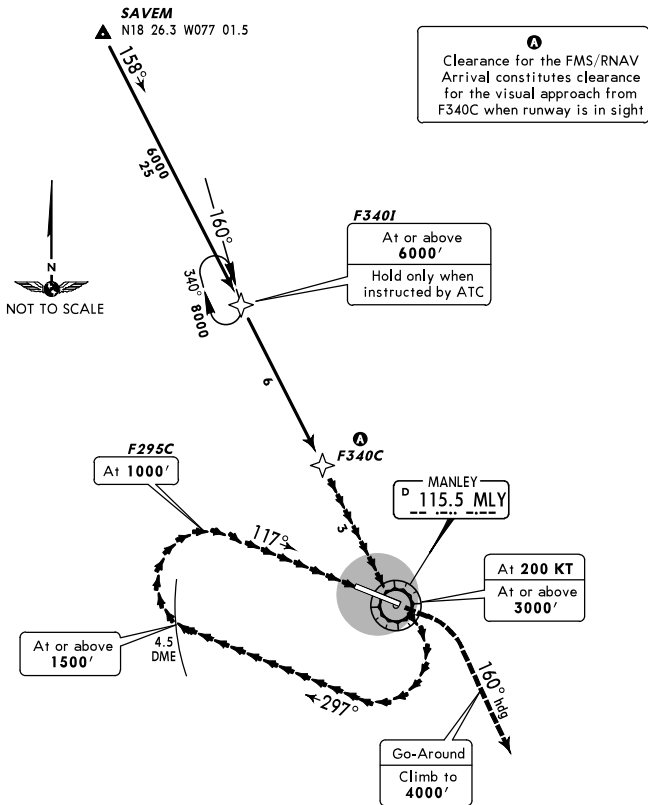 SAVEM
N18 26.3 W077 01.5
158°
6000
25
A
Clearance for the FMS/RNAV
Arrival constitutes clearance
for the visual approach from
F340C when runway is in sight
N
NOT TO SCALE
160°
340°
8000
F340I
At or above
6000'
Hold only when
instructed by ATC
6
A
F340C
F295C
At 1000'
117°
3
MANLEY
D 115.5 MLY
At 200 KT
At or above
3000'
At or above
1500'
4.5
DME
297°
160° hdg
Go-Around
Climb to
4000'